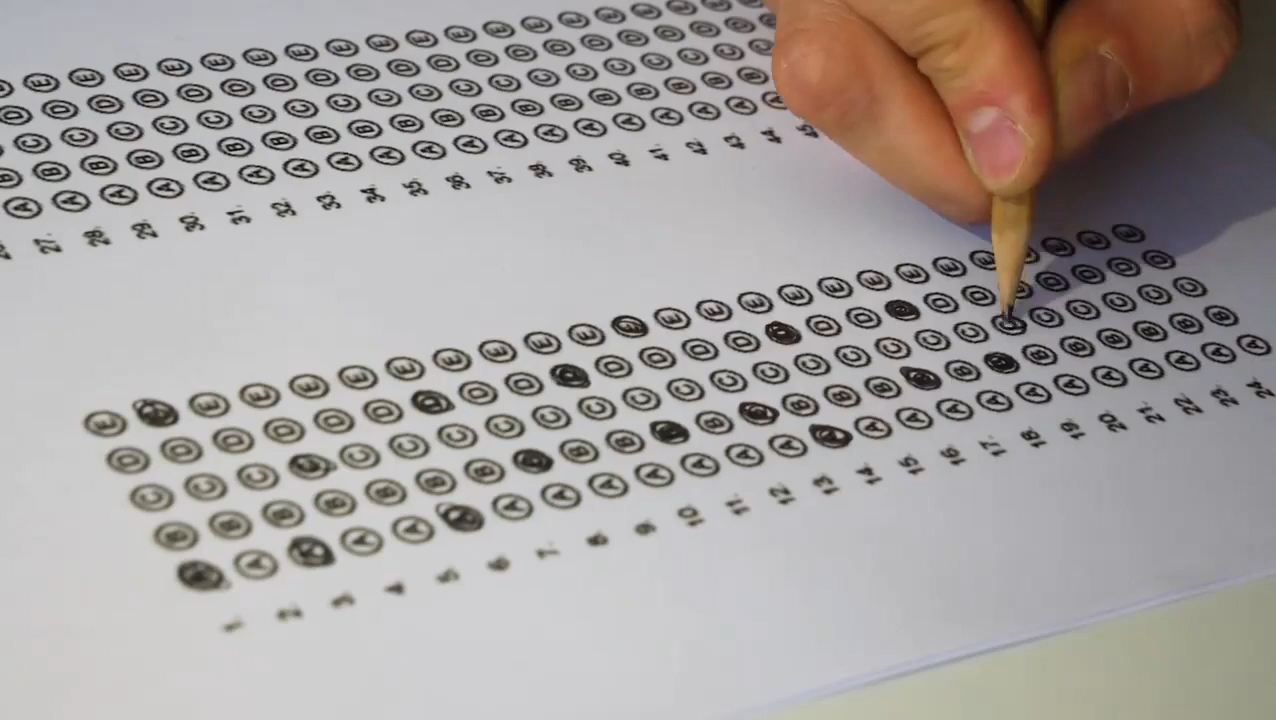 1. B C D E
2. A B C D
3. B C D E
4. A B D E
5. A B C D E
6. B C D E
7. A B C E
8. A C D E
9. A B C D E
10. A B C E
11. A C D E
12. A B C D E
13. A C D E
14. B C D E
15. A B C E
16. A B C D E
17. A C D E
18. A B C E
19. A C D E
20. A B D E
21. A B C E
22. A B C D
23. A B C D E
24. A B C D E
A B C D E
27. A B
28. A B C D
29. A B C D E
30. A B C D E
31. A B C D E
32. A B C D E
33. A B C D E
34. A B C D E
35. A B C D E
36. A B C D E
37. A B C D E
38. A B C D E
39. A B C D E
40. A B C D E
41. A B C D E
42. A B C D E
43. A B C D E
44. A B C D E
45. A B C D E